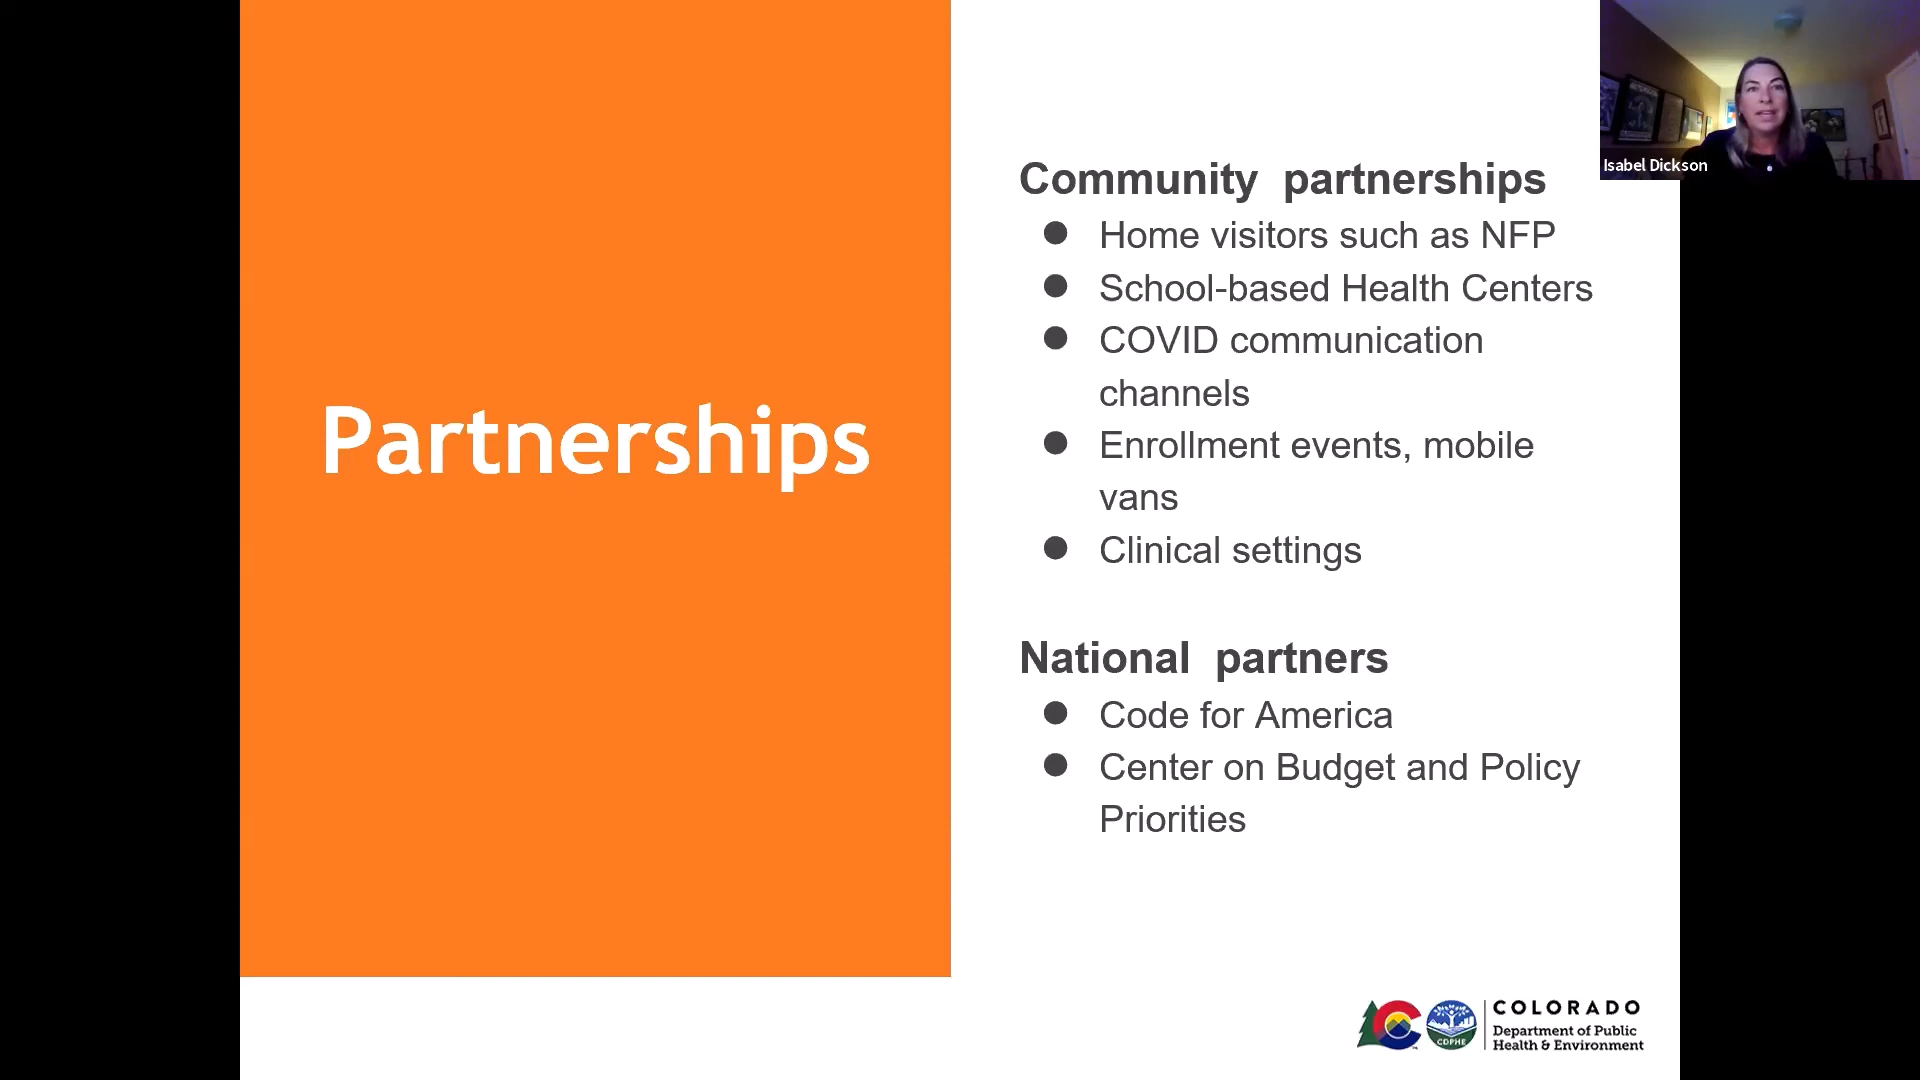 Partnerships
Community partnerships
● Home visitors such as NFP
● School-based Health Centers
● COVID communication
channels
● Enrollment events, mobile
vans
● Clinical settings
National partners
● Code for America
● Center on Budget and Policy
Priorities
Isabel Dickson
CDPHE
COLORADO
Department of Public
Health & Environment